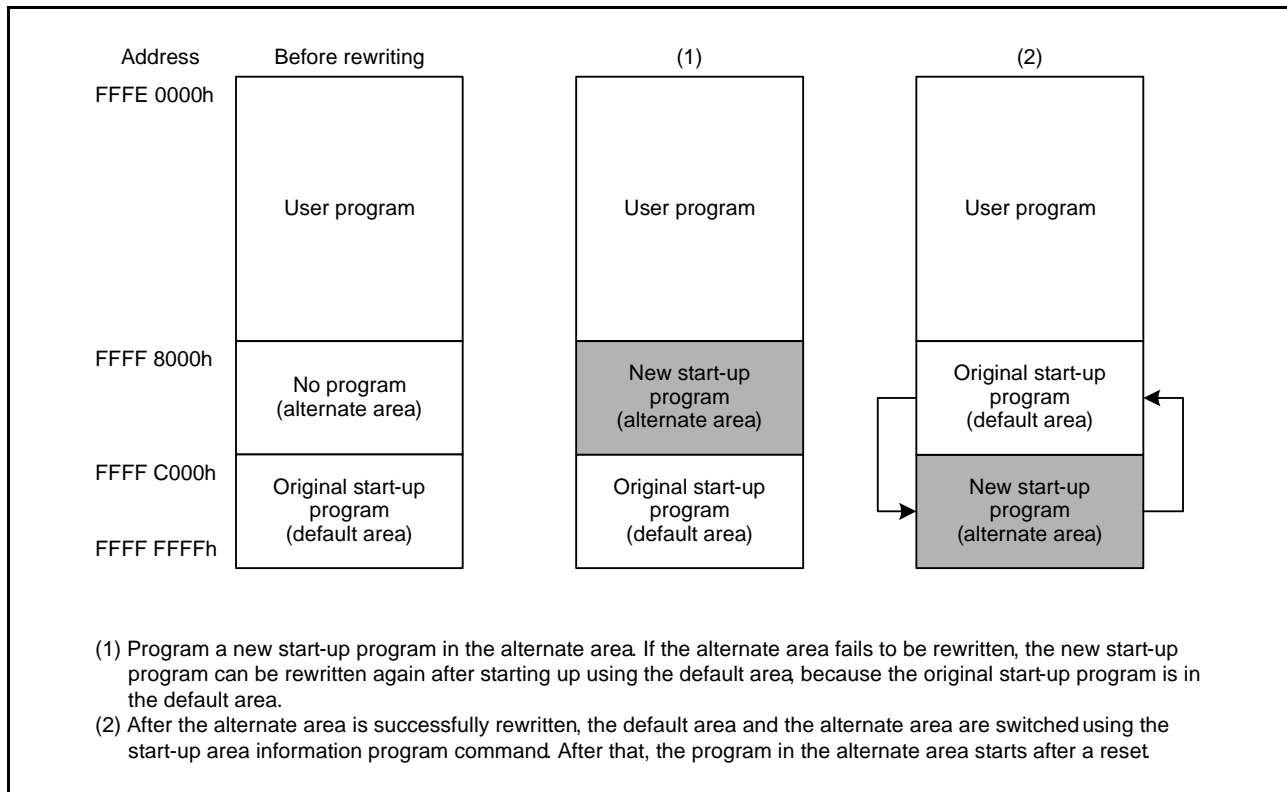 Address
Before rewriting
(1)
(2)
FFFE 0000h
User program
User program
User program
FFFF 8000h
No program
(alternate area)
New start-up
program
(alternate area)
Original start-up
program
(default area)
FFFF C000h
Original start-up
program
(default area)
Original start-up
program
(default area)
New start-up
program
(alternate area)
FFFF FFFFh
(1) Program a new start-up program in the alternate area. If the alternate area fails to be rewritten, the new start-up
program can be rewritten again after starting up using the default area, because the original start-up program is in
the default area.
(2) After the alternate area is successfully rewritten, the default area and the alternate area are switched using the
start-up area information program command. After that, the program in the alternate area starts after a reset.